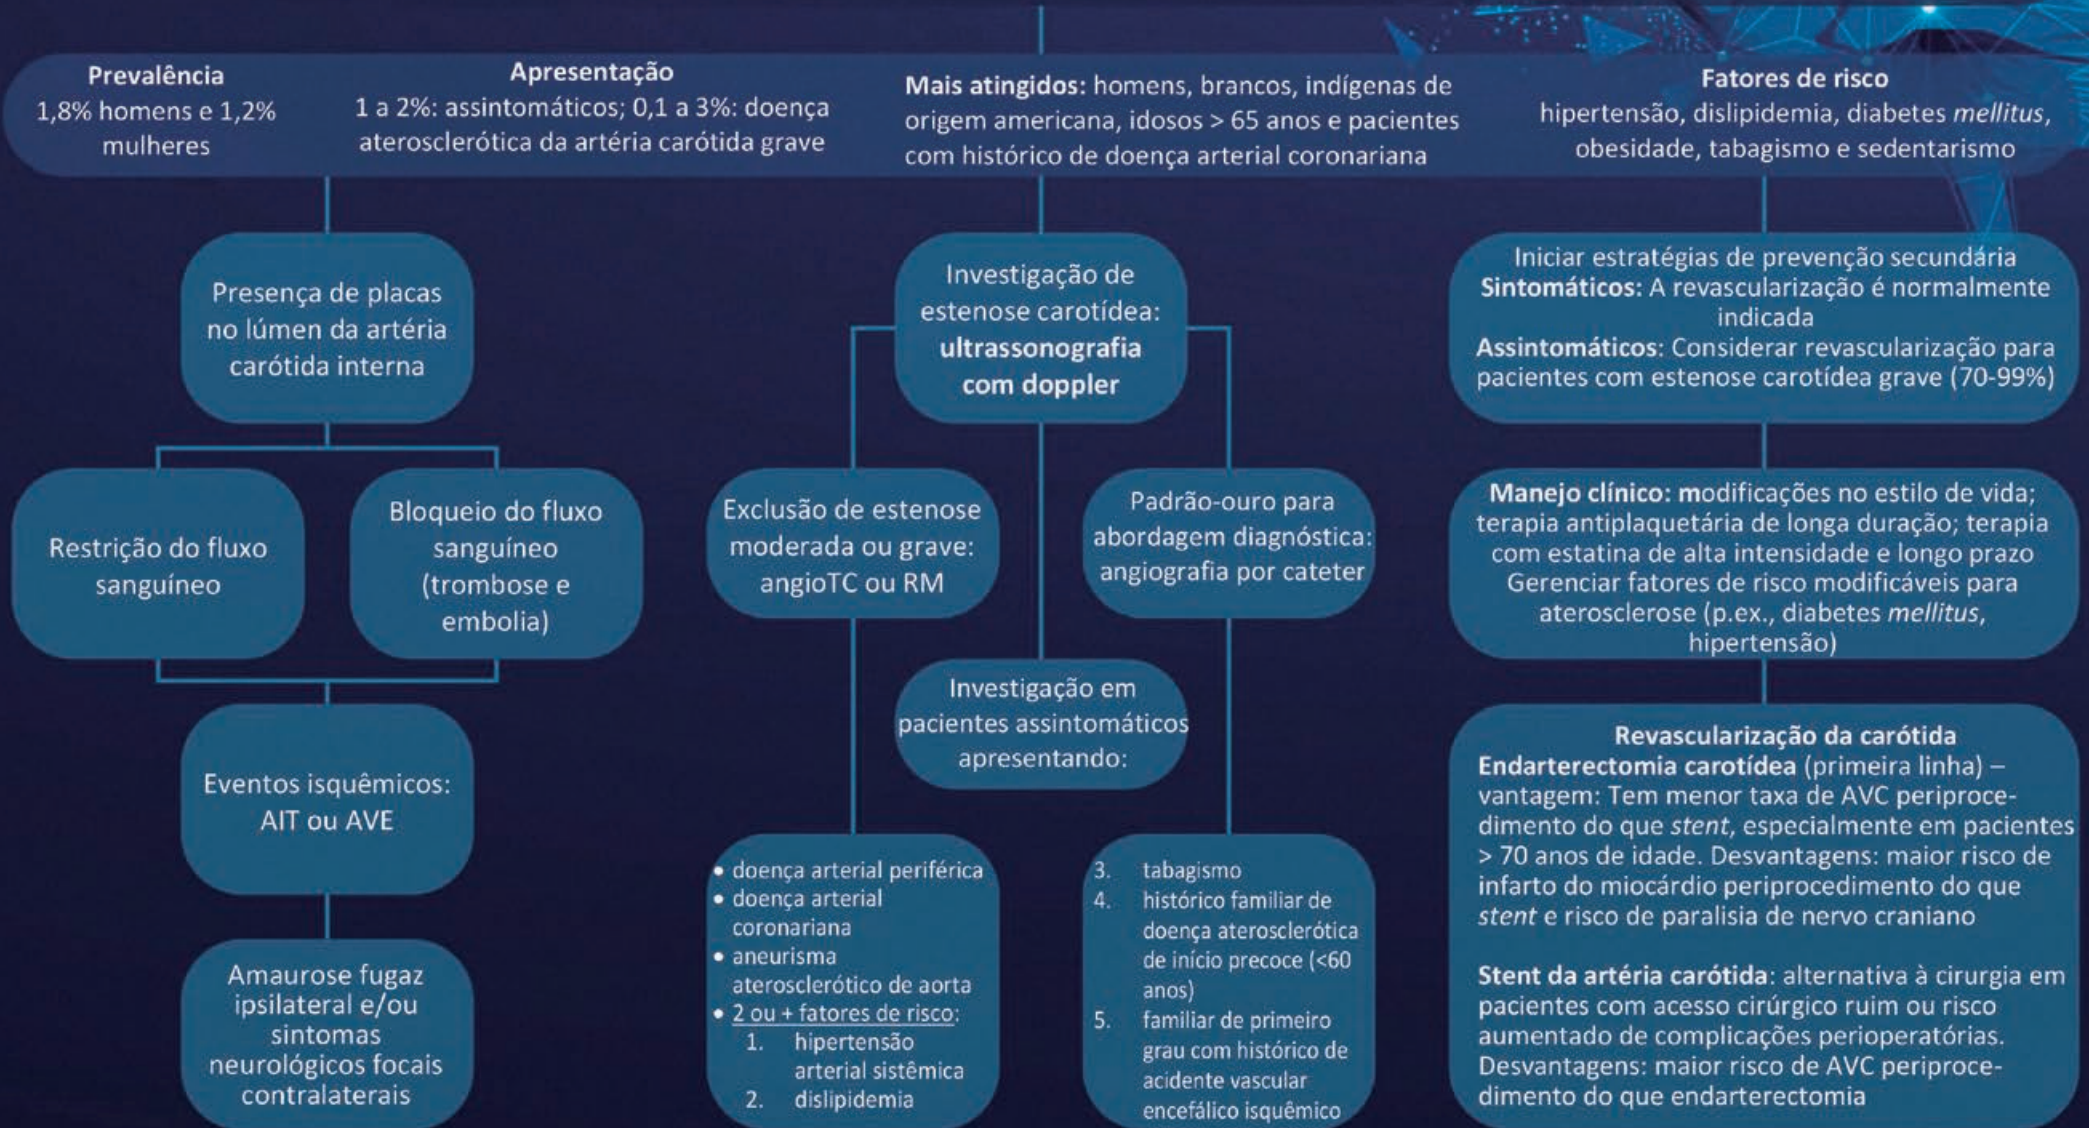 Prevalência
1,8% homens e 1,2%
mulheres
Apresentação
1 a 2%: assintomáticos; 0,1 a 3%: doença
aterosclerótica da artéria carótida grave
Mais atingidos: homens, brancos, indígenas de
origem americana, idosos > 65 anos e pacientes
com histórico de doença arterial coronariana
Fatores de risco
hipertensão, dislipidemia, diabetes mellitus,
obesidade, tabagismo e sedentarismo
Presença de placas
no lúmen da artéria
carótida interna
Restrição do fluxo
sanguíneo
Bloqueio do fluxo
sanguíneo
(trombose e
embolia)
Eventos isquêmicos:
AIT ou AVE
Amaurose fugaz
ipsilateral e/ou
sintomas
neurológicos focais
contralaterais
Investigação de
estenose carotídea:
ultrassonografia
com doppler
Exclusão de estenose
moderada ou grave:
angioTC ou RM
Padrão-ouro para
abordagem diagnóstica:
angiografia por cateter
Investigação em
pacientes assintomáticos
apresentando:
• doença arterial periférica
• doença arterial
coronariana
• aneurisma
aterosclerótico de aorta
• 2 ou + fatores de risco:
1. hipertensão
arterial sistêmica
2. dislipidemia
3. tabagismo
4. histórico familiar de
doença aterosclerótica
de início precoce (<60
anos)
5. familiar de primeiro
grau com histórico de
acidente vascular
encefálico isquêmico
Iniciar estratégias de prevenção secundária
Sintomáticos: A revascularização é normalmente
indicada
Assintomáticos: Considerar revascularização para
pacientes com estenose carotídea grave (70-99%)
Manejo clínico: modificações no estilo de vida;
terapia antiplaquetária de longa duração; terapia
com estatina de alta intensidade e longo prazo
Gerenciar fatores de risco modificáveis para
aterosclerose (p.ex., diabetes mellitus,
hipertensão)
Revascularização da carótida
Endarterectomia carotídea (primeira linha) –
vantagem: Tem menor taxa de AVC periproce-
dimento do que stent, especialmente em pacientes
> 70 anos de idade. Desvantagens: maior risco de
infarto do miocárdio periprocedimento do que
stent e risco de paralisia de nervo craniano
Stent da artéria carótida: alternativa à cirurgia em
pacientes com acesso cirúrgico ruim ou risco
aumentado de complicações perioperatórias.
Desvantagens: maior risco de AVC periproce-
dimento do que endarterectomia